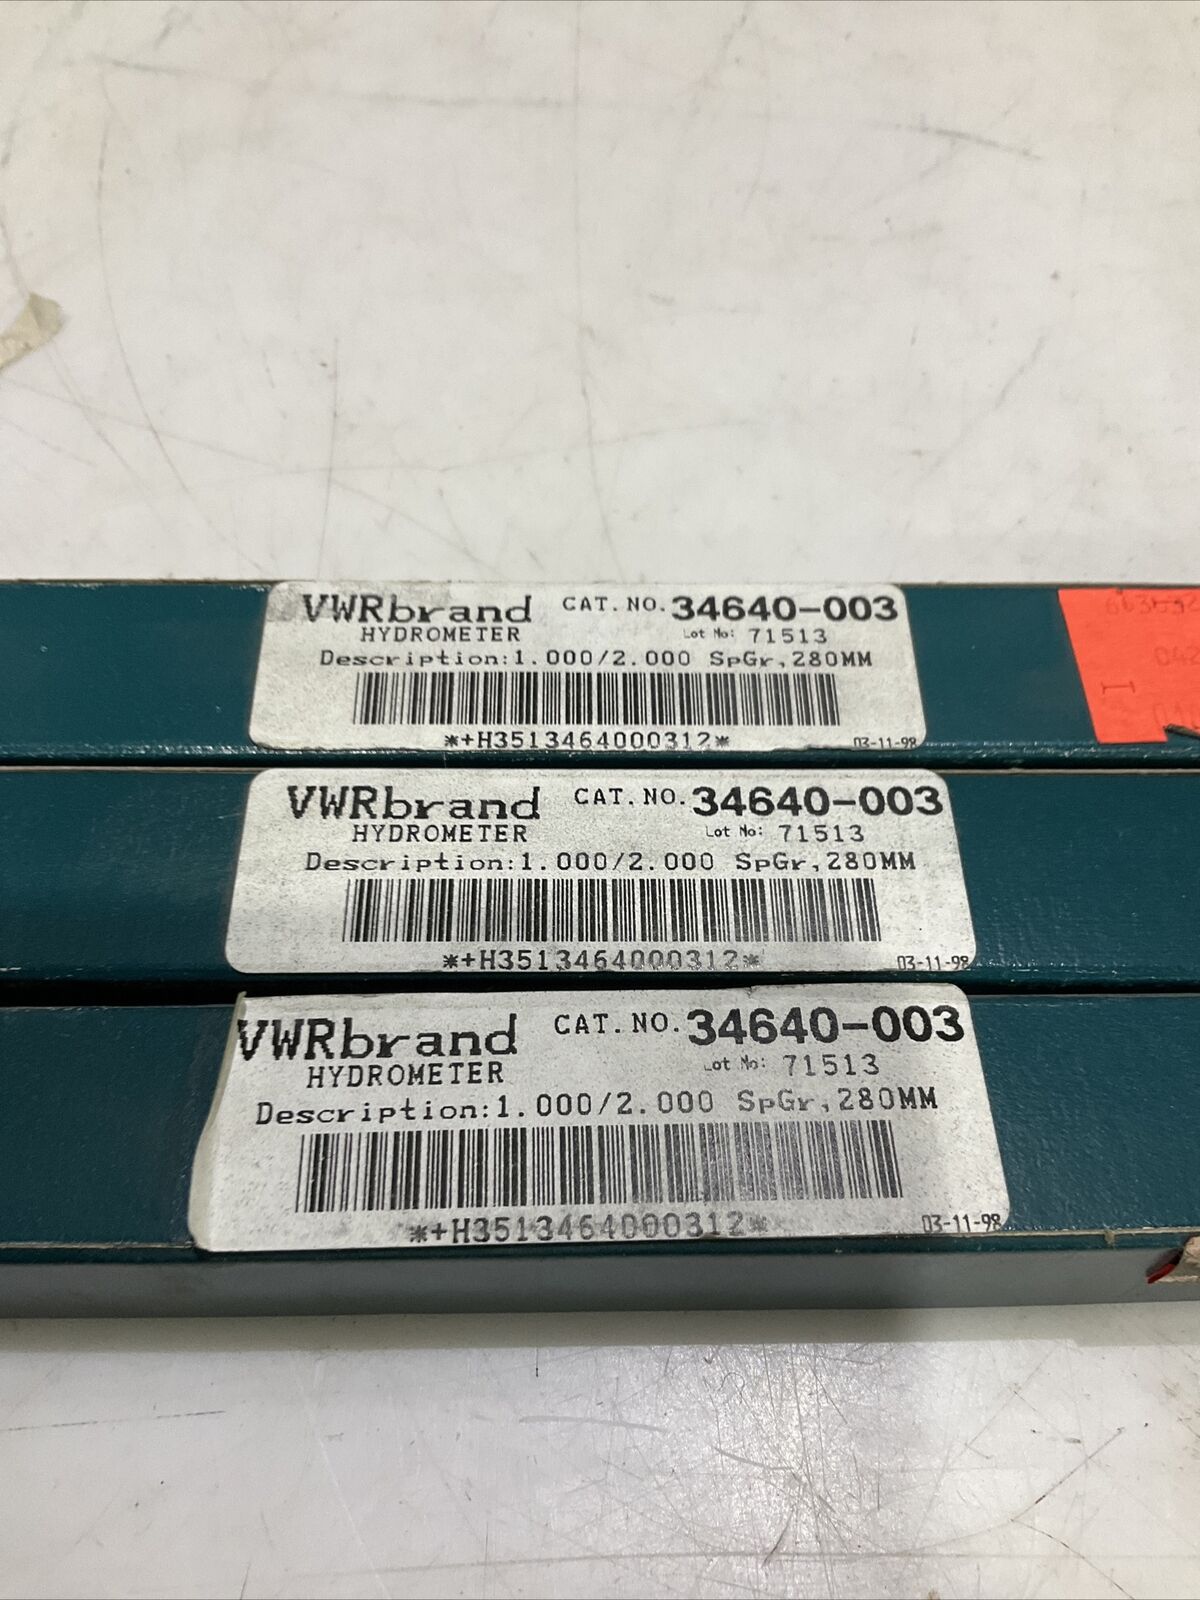 VWRbrand CAT. NO. 34640-003
HYDROMETER Lot No: 71513
Description:1.000/2.000 SpGr,280MM
*+H3513464000312*
03-11-98
VWRbrand CAT. NO. 34640-003
HYDROMETER Lot No: 71513
Description:1.000/2.000 SpGr,280MM
*+H3513464000312*
03-11-98
VWRbrand CAT. NO. 34640-003
HYDROMETER Lot No: 71513
Description:1.000/2.000 SpGr,280MM
*+H3513464000312*
03-11-98